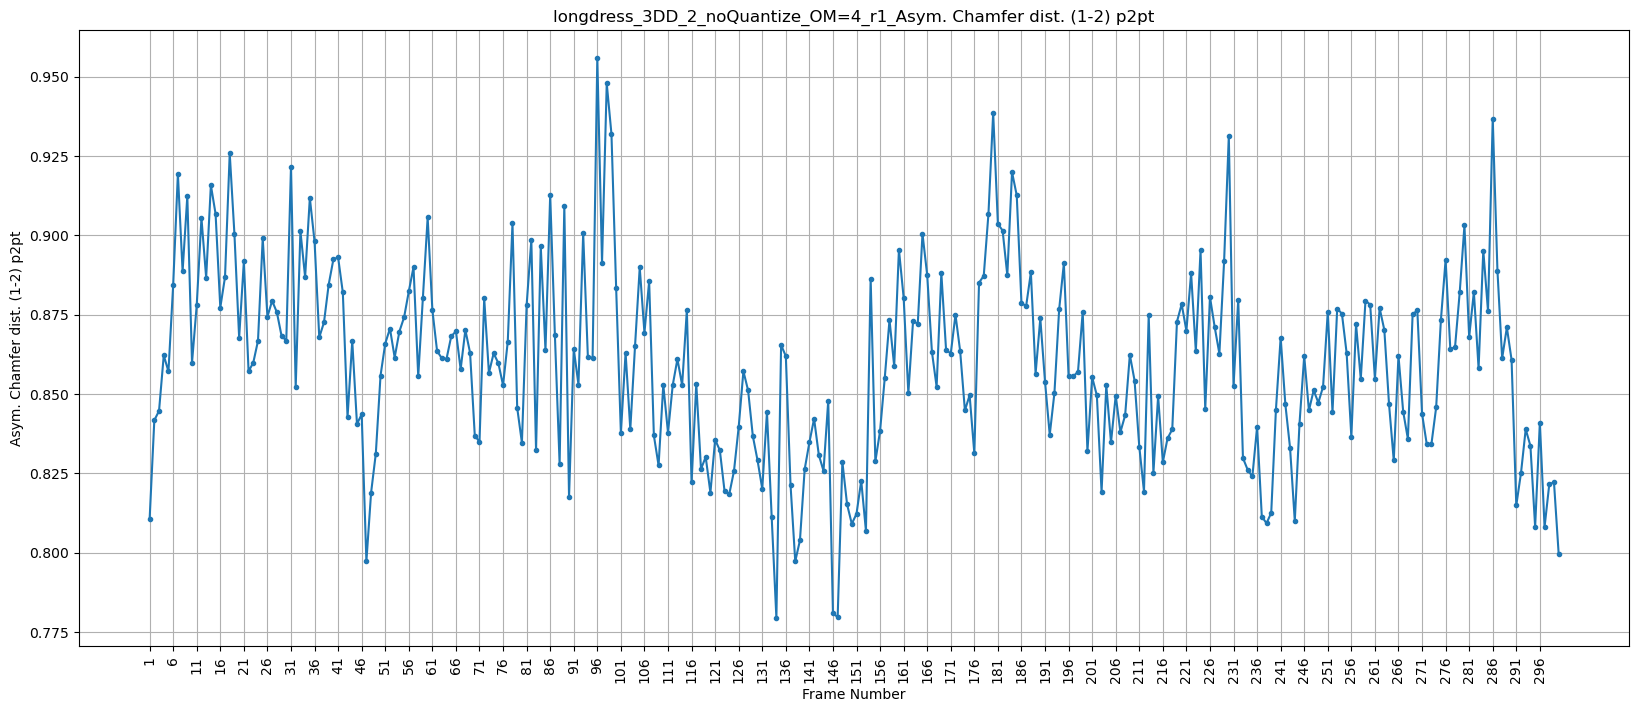 longdress_3DD_2_noQuantize_OM=4_r1_Asym. Chamfer dist. (1-2) p2pt
Asym. Chamfer dist. (1-2) p2pt
0.950
0.925
0.900
0.875
0.850
0.825
0.800
0.775
1 6 11 16 21 26 31 36 41 46 51 56 61 66 71 76 81 86 91 96 101 106 111 116 121 126 131 136 141 146 151 156 161 166 171 176 181 186 191 196 201 206 211 216 221 226 231 236 241 246 251 256 261 266 271 276 281 286 291 296
Frame Number